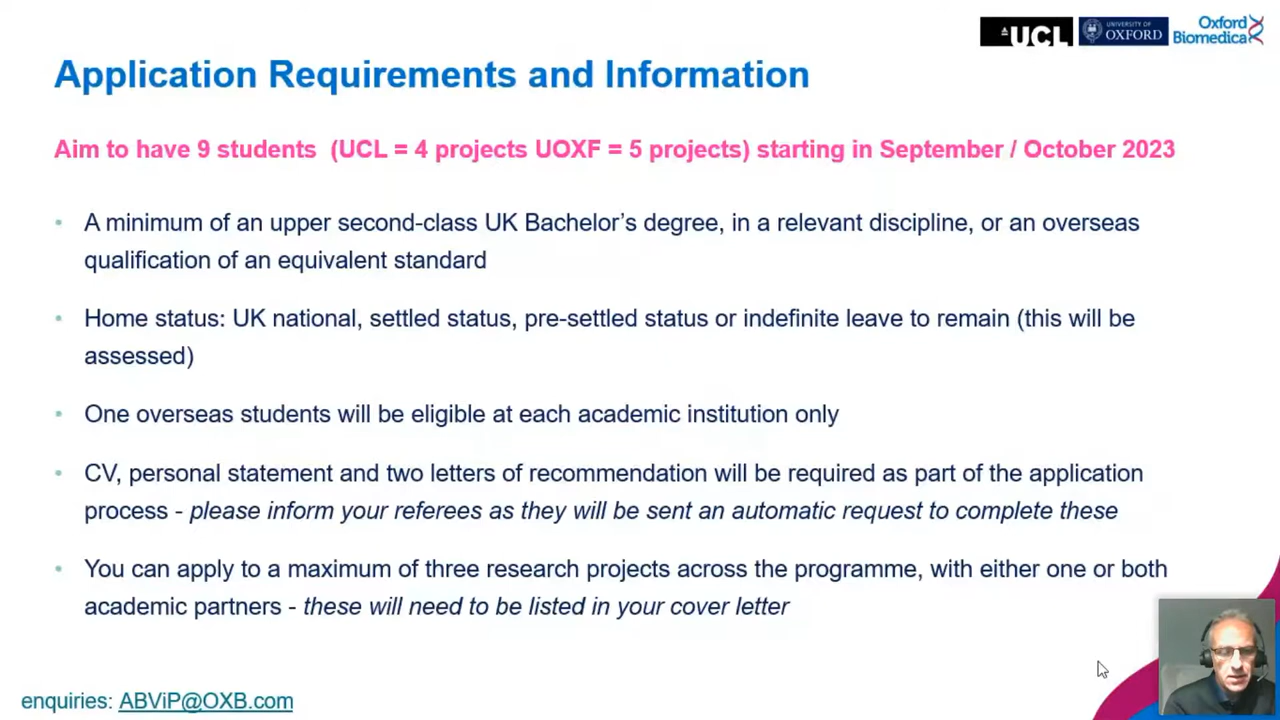 UCL
UNIVERSITY OF
OXFORD
Oxford
Biomedica
Application Requirements and Information
Aim to have 9 students (UCL = 4 projects UOXF = 5 projects) starting in September / October 2023
• A minimum of an upper second-class UK Bachelor’s degree, in a relevant discipline, or an overseas
qualification of an equivalent standard
• Home status: UK national, settled status, pre-settled status or indefinite leave to remain (this will be
assessed)
• One overseas students will be eligible at each academic institution only
• CV, personal statement and two letters of recommendation will be required as part of the application
process - please inform your referees as they will be sent an automatic request to complete these
• You can apply to a maximum of three research projects across the programme, with either one or both
academic partners - these will need to be listed in your cover letter
enquiries: ABViP@OXB.com